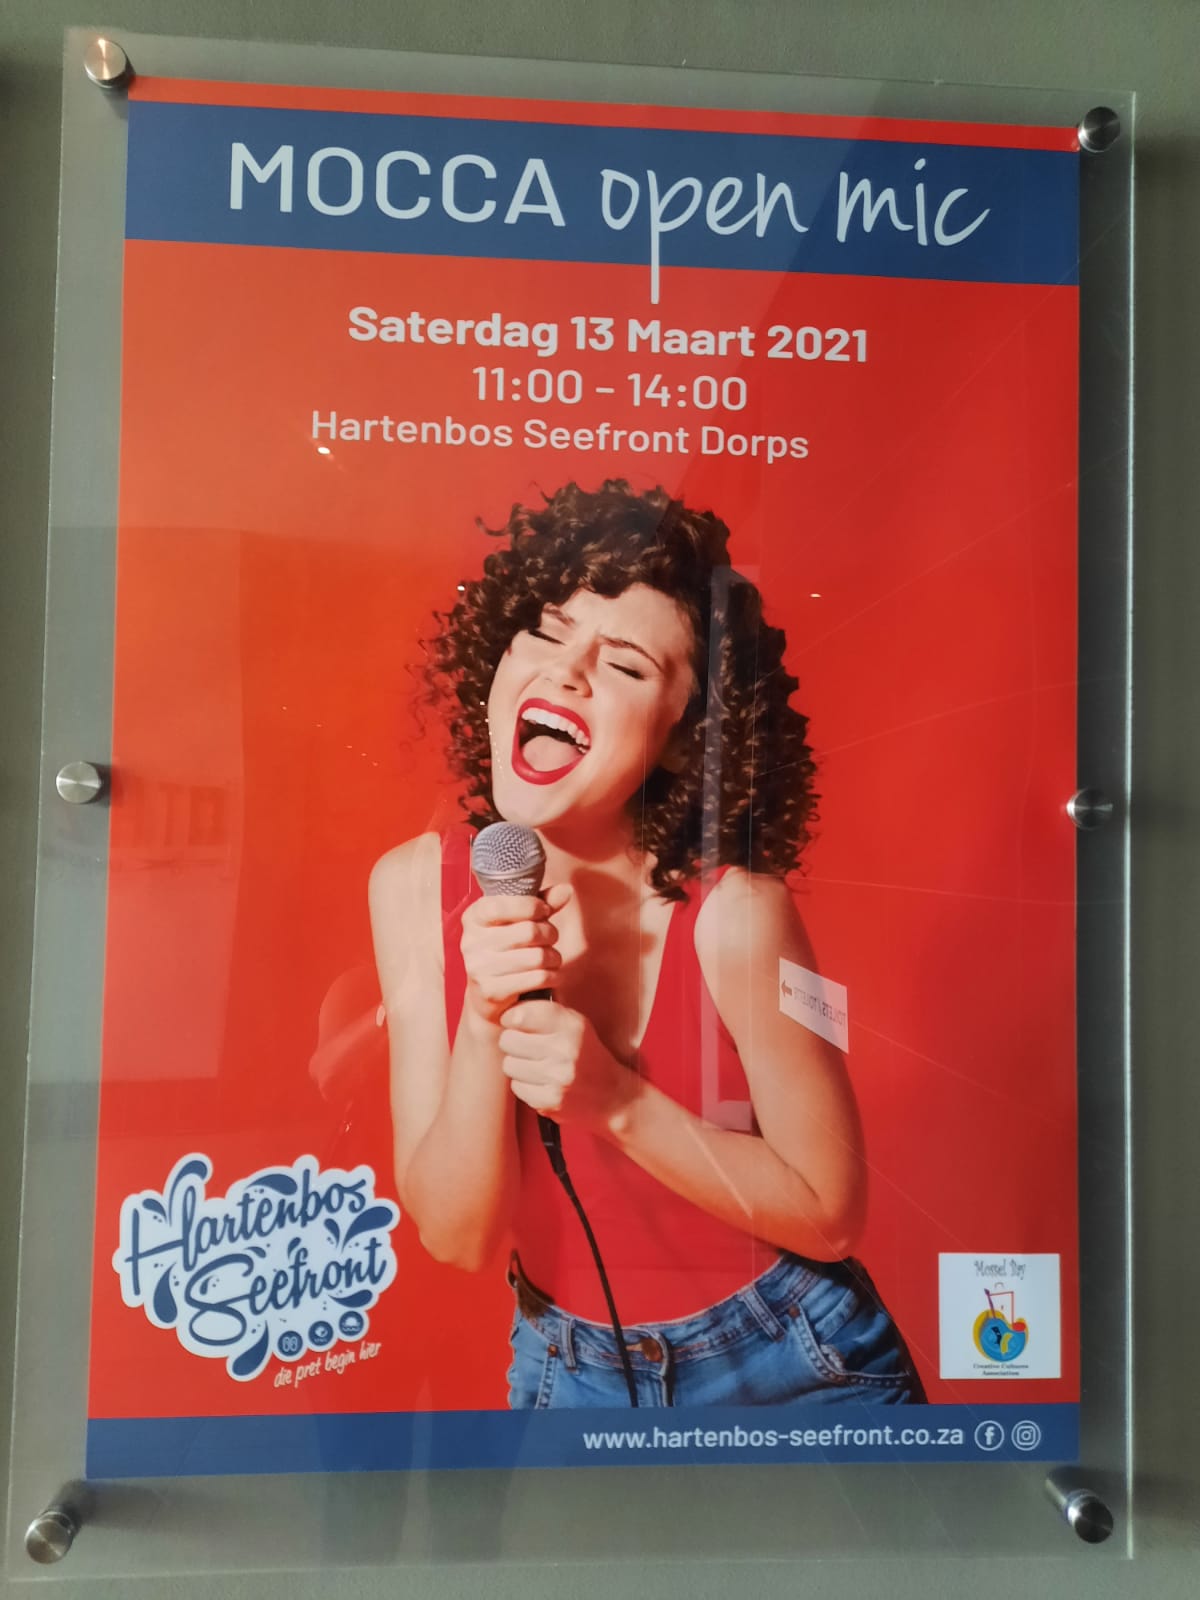 MOCCA open mic
Saterdag 13 Maart 2021
11:00 - 14:00
Hartenbos Seefront Dorps
Hartenbos
Seefront
die pret begin hier
Mossel Bay
Creative Cultures
Association
www.hartenbos-seefront.co.za